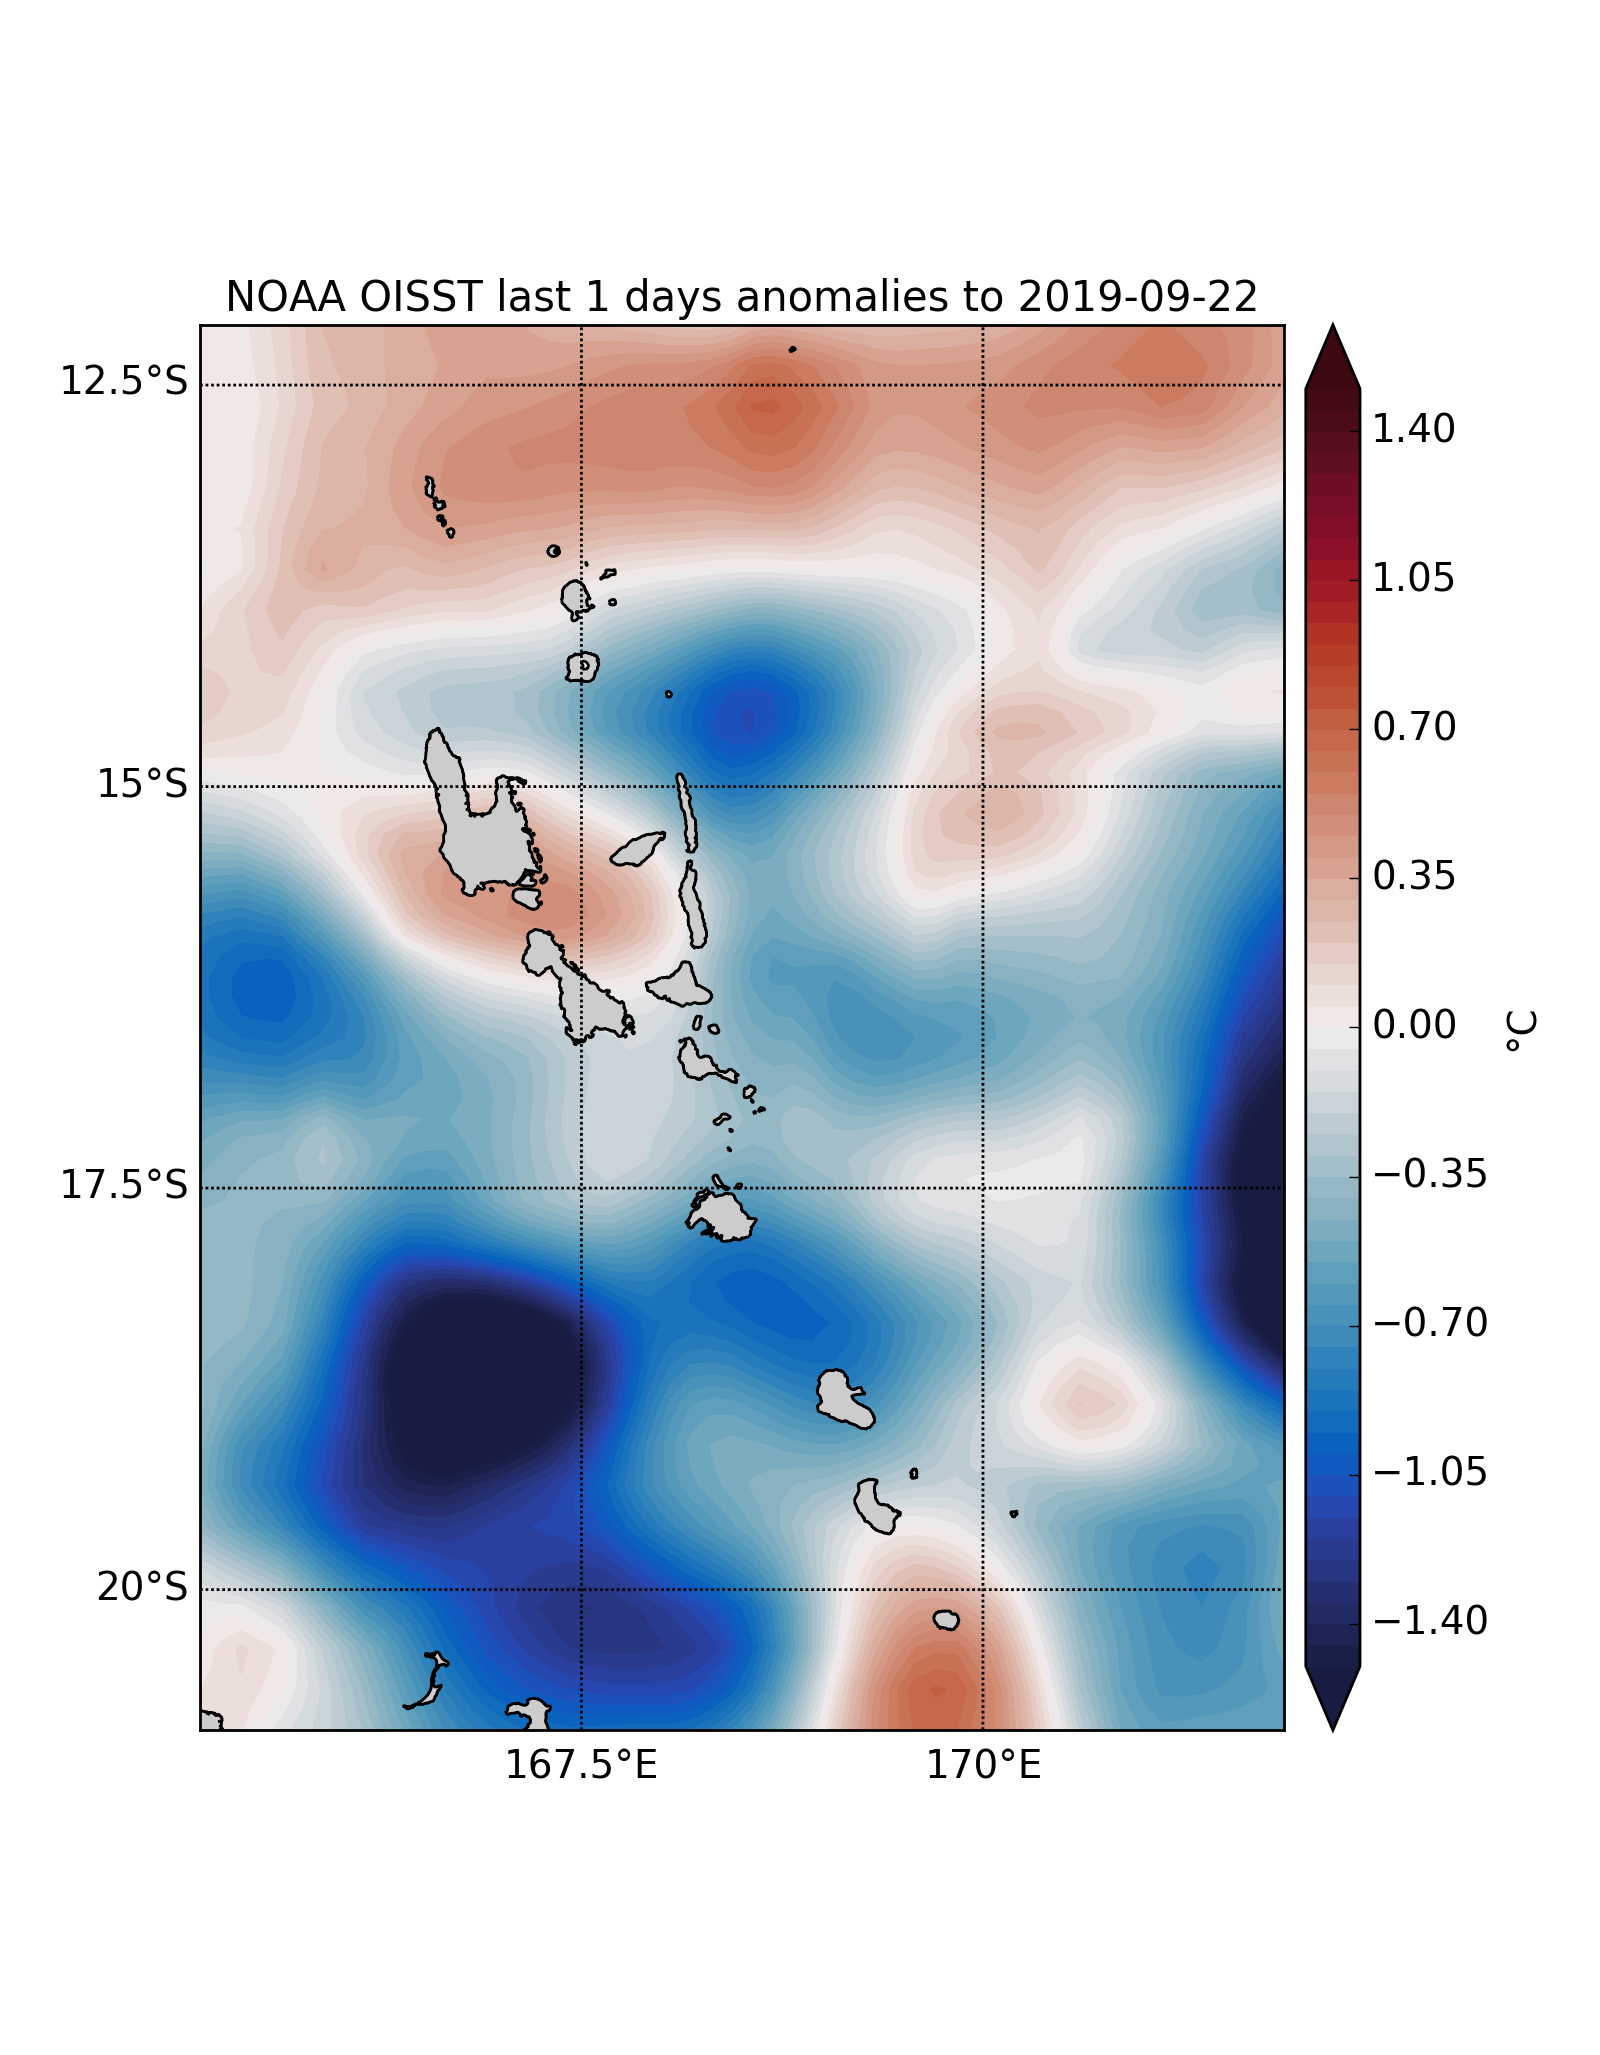 NOAA OISST last 1 days anomalies to 2019-09-22
12.5°S
15°S
17.5°S
20°S
167.5°E
170°E
1.40
1.05
0.70
0.35
0.00
−0.35
−0.70
−1.05
−1.40
°C